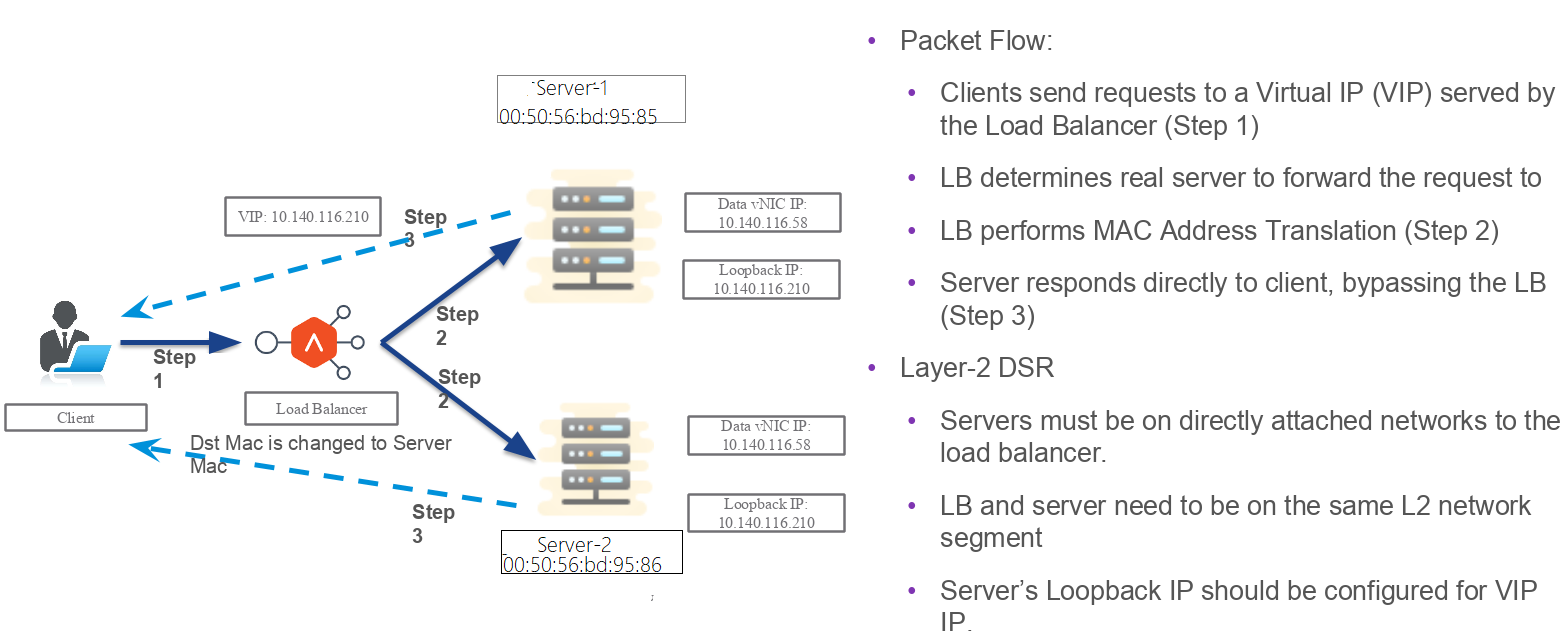 Server-1
00:50:56:bd:95:85
VIP: 10.140.116.210
Step
3
Data vNIC IP:
10.140.116.58
Loopback IP:
10.140.116.210
Step
2
Step
1
Step
2
Client
Load Balancer
Dst Mac is changed to Server
Mac
Data vNIC IP:
10.140.116.58
Loopback IP:
10.140.116.210
Step
3
Server-2
00:50:56:bd:95:86
• Packet Flow:
• Clients send requests to a Virtual IP (VIP) served by
the Load Balancer (Step 1)
• LB determines real server to forward the request to
• LB performs MAC Address Translation (Step 2)
• Server responds directly to client, bypassing the LB
(Step 3)
• Layer-2 DSR
• Servers must be on directly attached networks to the
load balancer.
• LB and server need to be on the same L2 network
segment
• Server’s Loopback IP should be configured for VIP
IP.